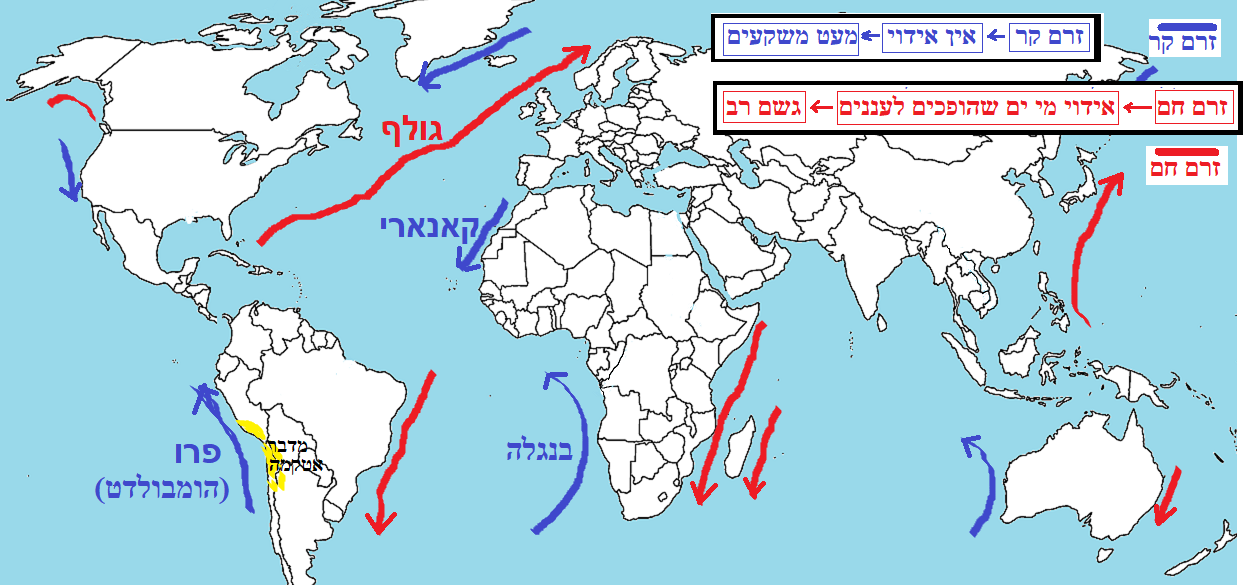 זרם קר
זרם קר
אין אידוי
מעט משקעים
זרם חם
אידוי מי ים שהופכים לעננים
גשם רב
זרם חם
גולף
קאנארי
בנגלה
פרו
(הומבולדט)
מדבר
אטקמה